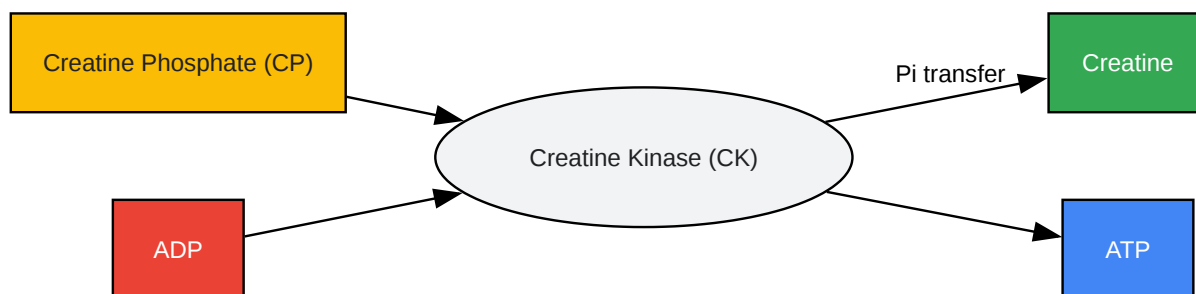 Creatine Phosphate (CP)
Pi transfer
Creatine
Creatine Kinase (CK)
ADP
ATP